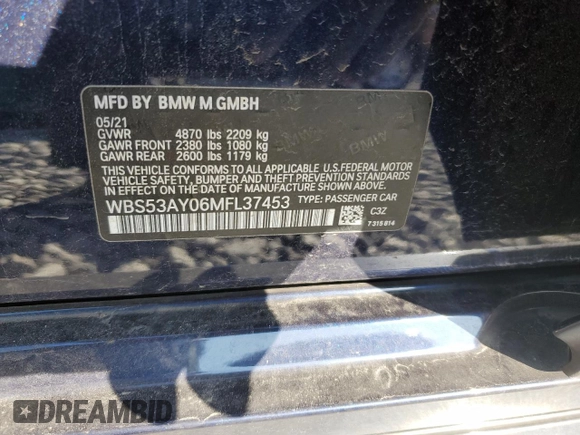 MFD BY BMW M GMBH
05/21
GVWR 4870 lbs 2209 kg
GAWR FRONT 2380 lbs 1080 kg
GAWR REAR 2600 lbs 1179 kg
THIS VEHICLE CONFORMS TO ALL APPLICABLE U.S.FEDERAL MOTOR
VEHICLE SAFETY, BUMPER, AND THEFT PREVENTION STANDARDS
IN EFFECT ON THE DATE OF MANUFACTURE SHOWN ABOVE.
WBS53AY06MFL37453 TYPE: PASSENGER CAR
C3Z
7315814
DREAMBID